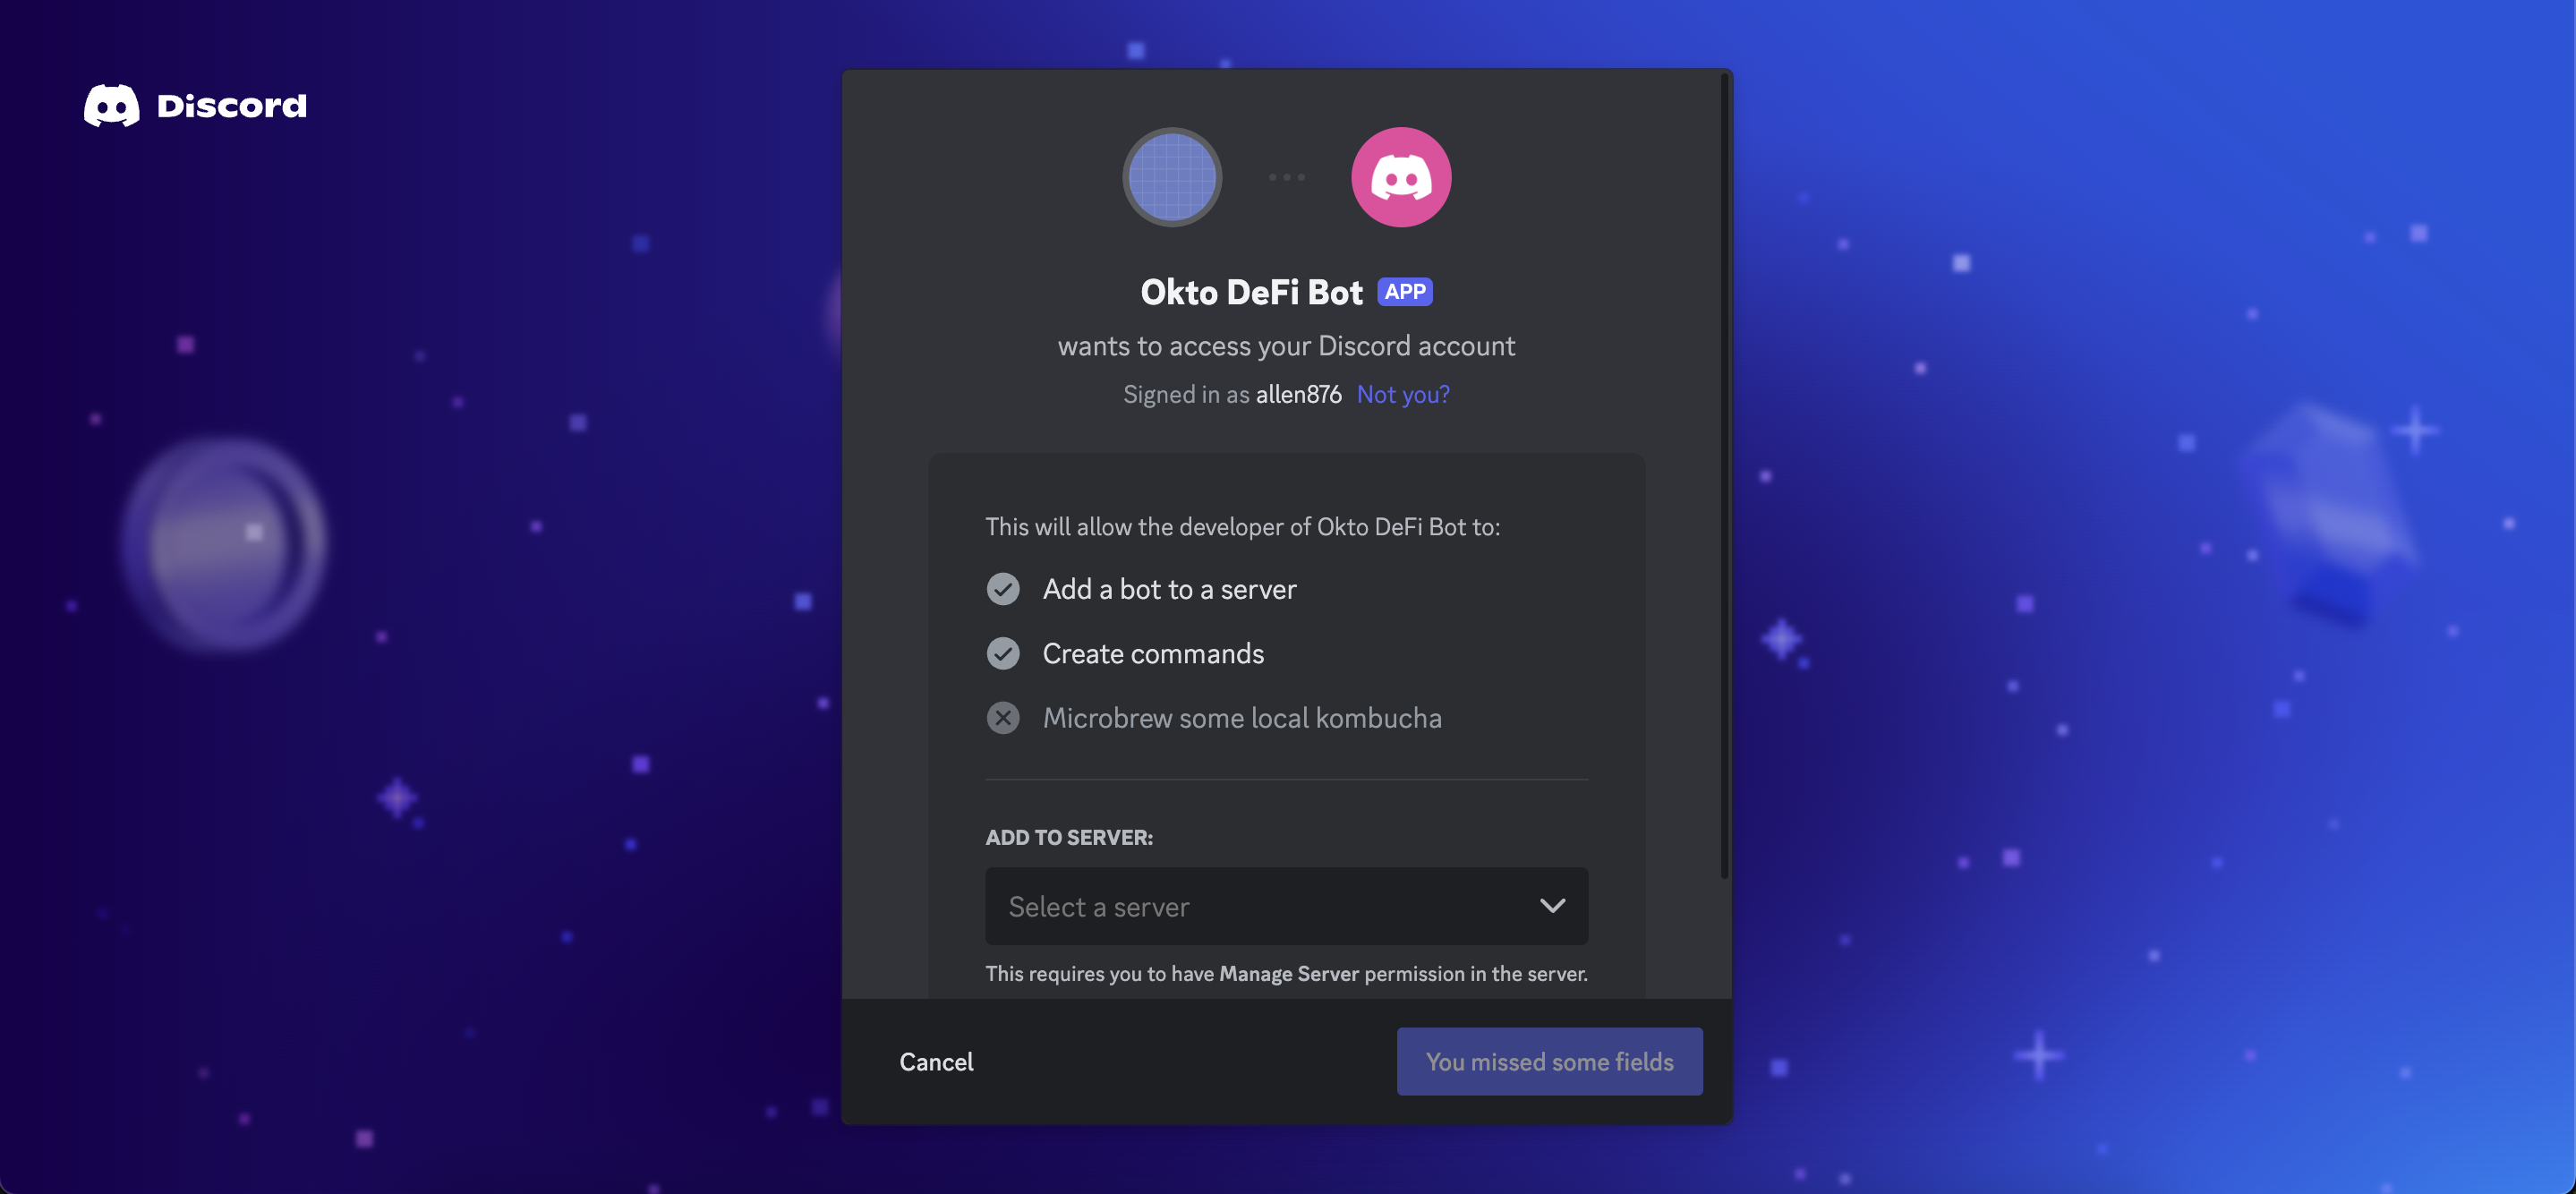 Discord
Okto DeFi Bot APP
wants to access your Discord account
Signed in as allen876 Not you?
This will allow the developer of Okto DeFi Bot to:
Add a bot to a server
Create commands
Microbrew some local kombucha
ADD TO SERVER:
Select a server
This requires you to have Manage Server permission in the server.
Cancel
You missed some fields